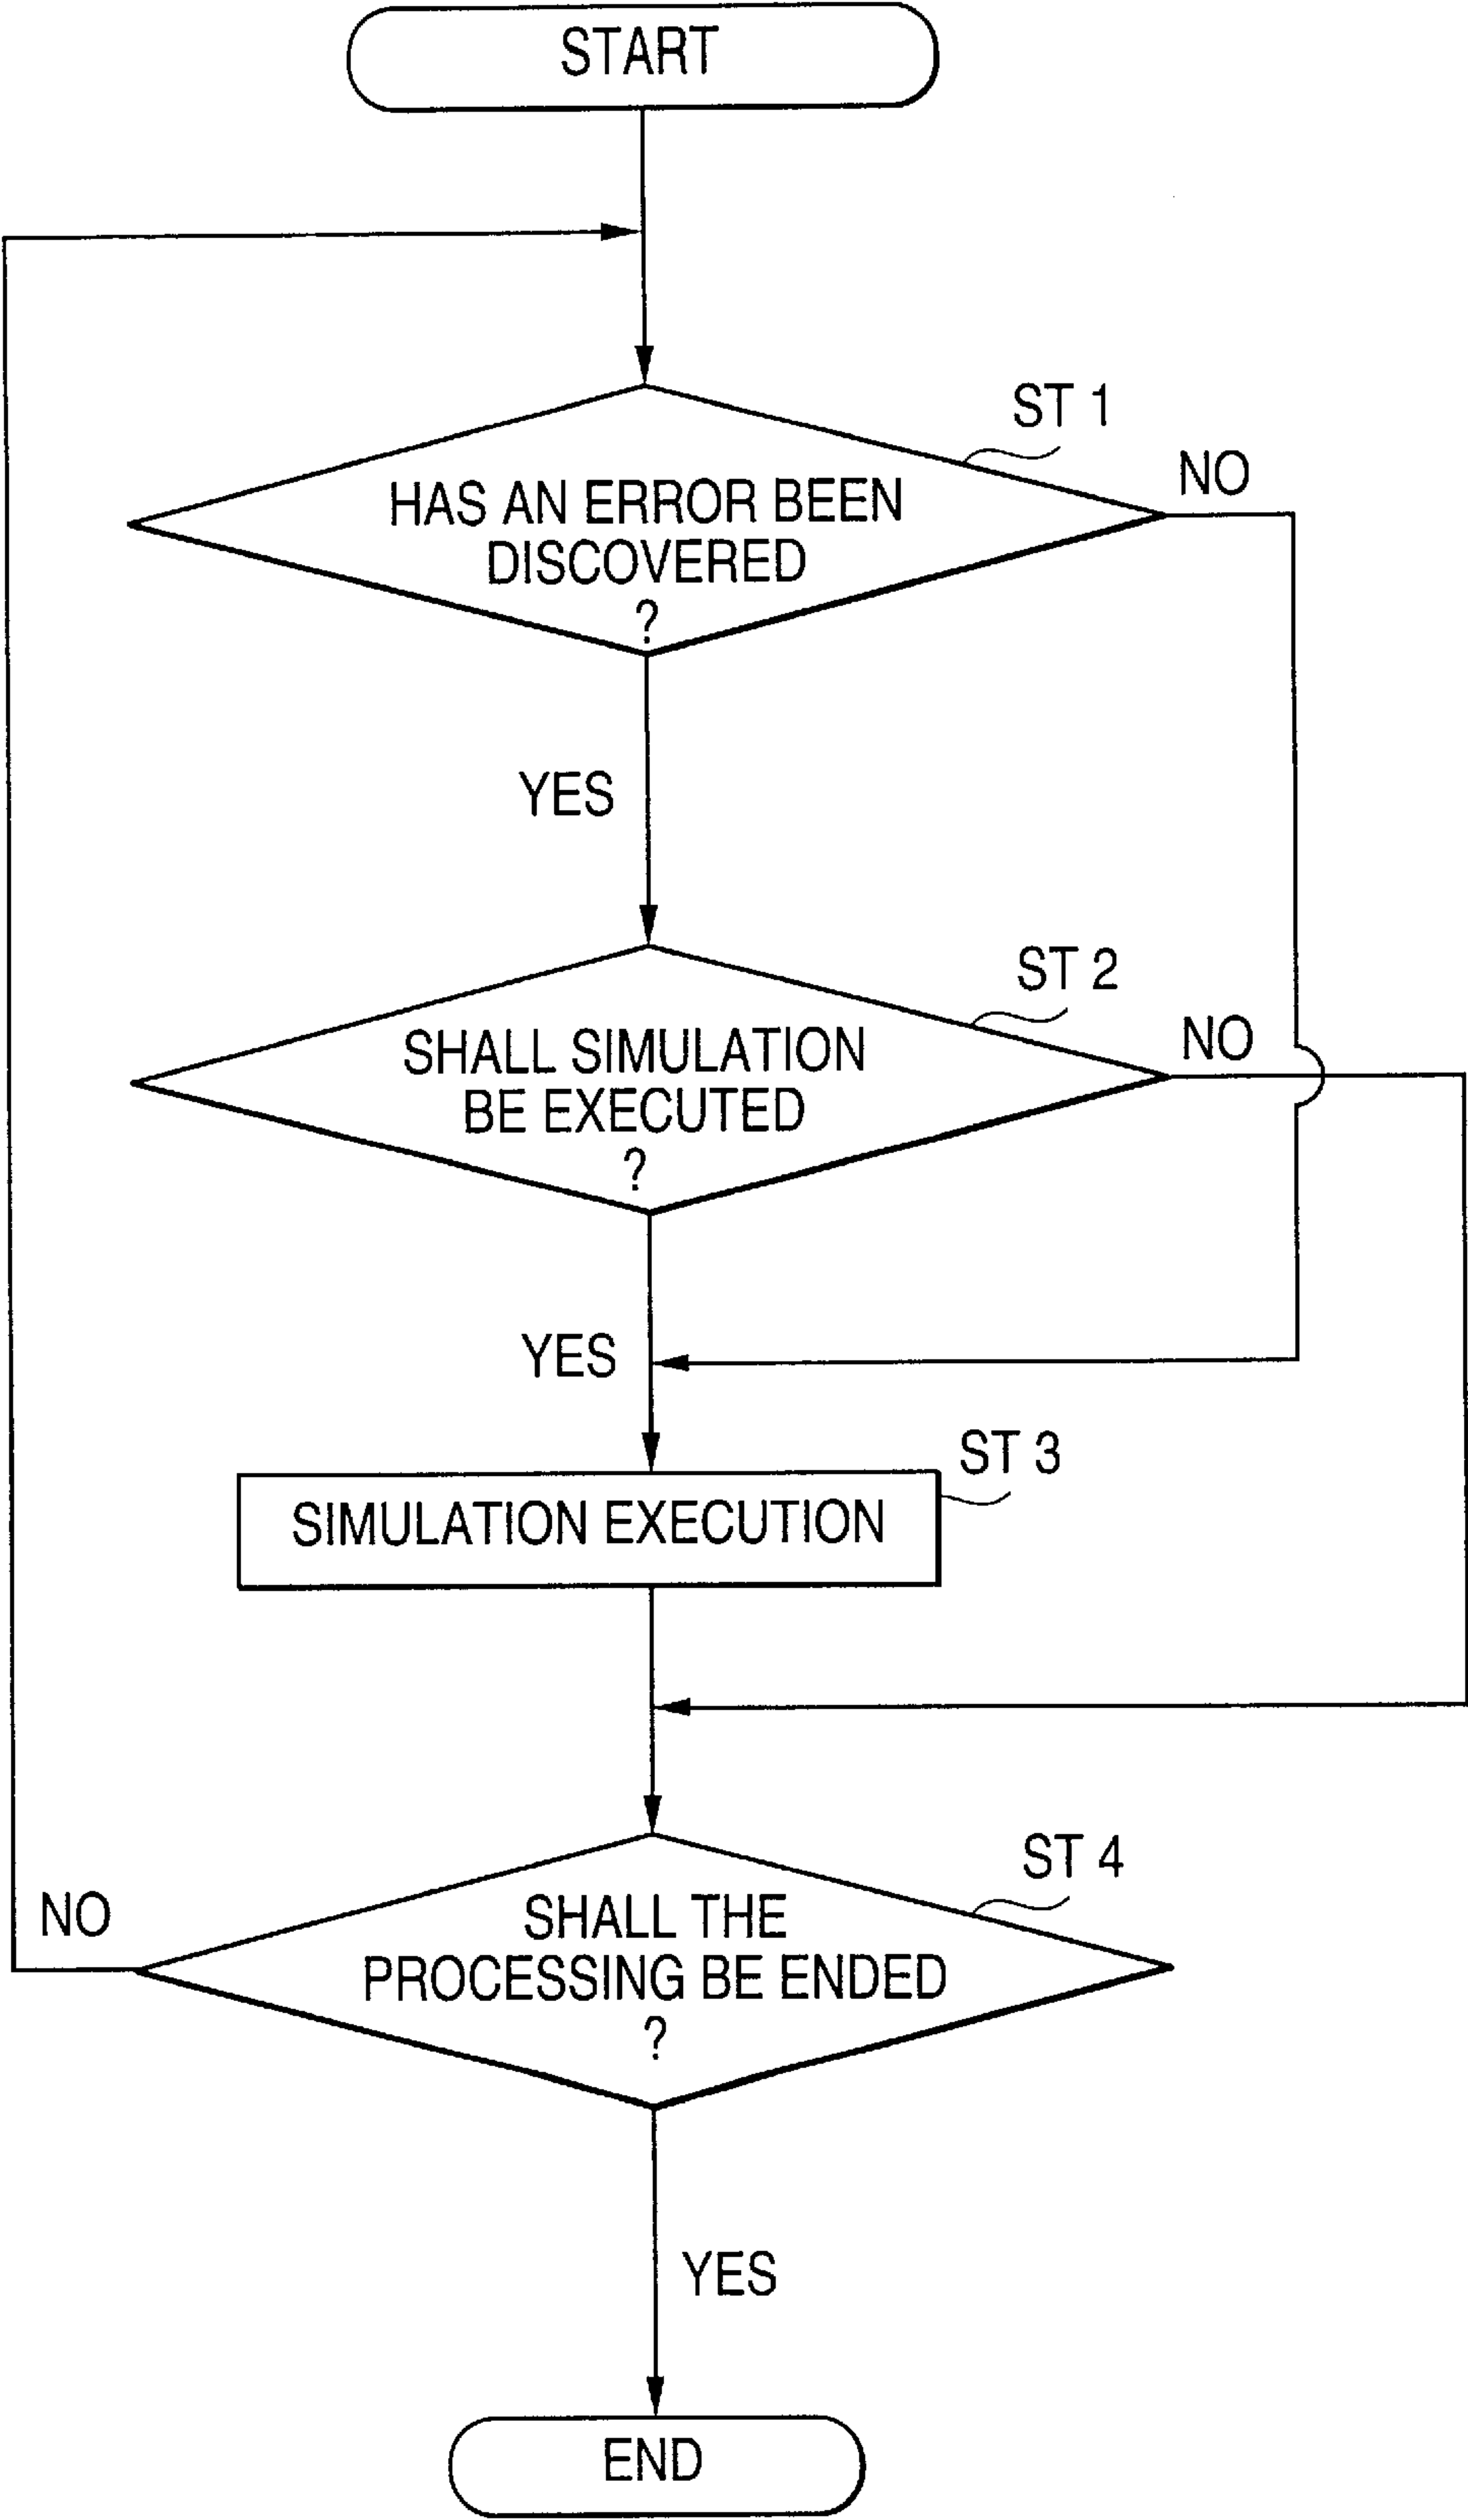 START
ST 1
NO
HAS AN ERROR BEEN
DISCOVERED
?
YES
ST 2
NO
SHALL SIMULATION
BE EXECUTED
?
YES
ST 3
SIMULATION EXECUTION
ST 4
NO
SHALL THE
PROCESSING BE ENDED
?
YES
END